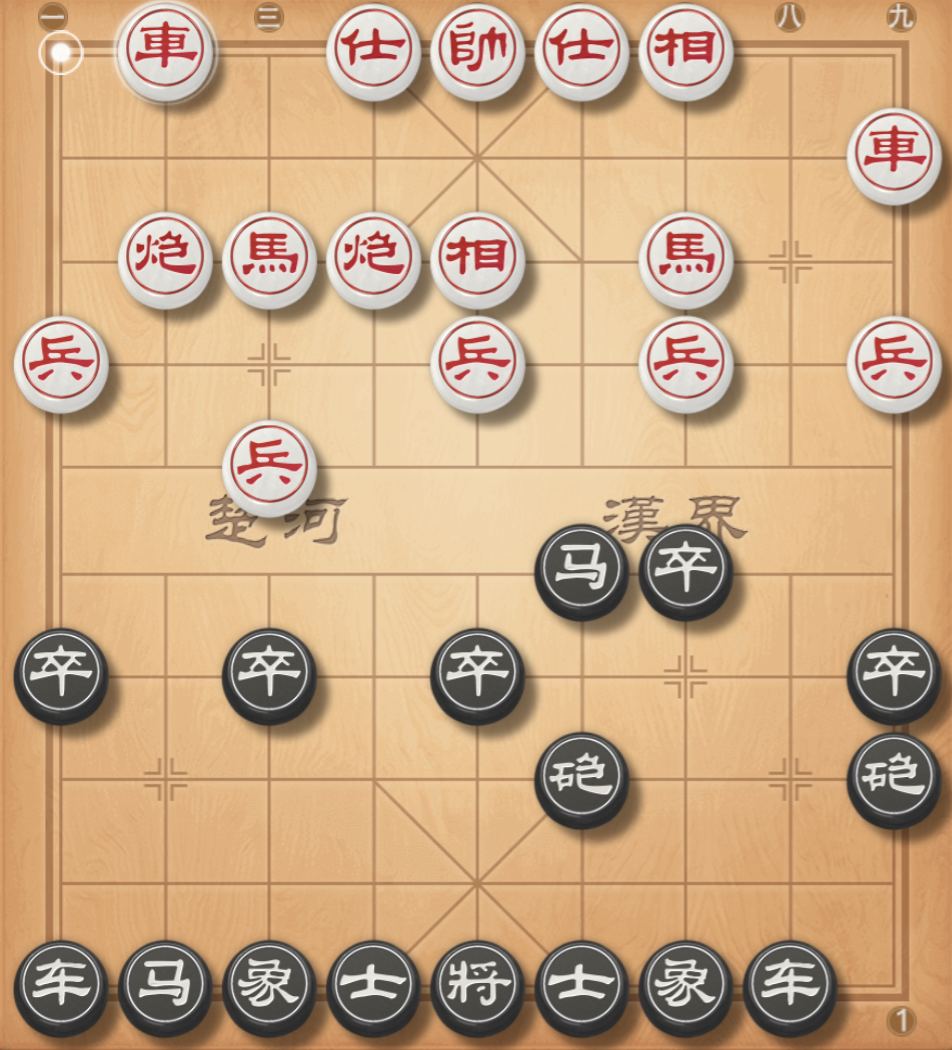 一 三 八 九
車 仕 帥 仕 相
車
炮 馬 炮 相 馬
兵 兵 兵 兵
兵
楚河 漢界
马 卒
卒 卒 卒 卒
砲 砲
车 马 象 士 将 士 象 车
1